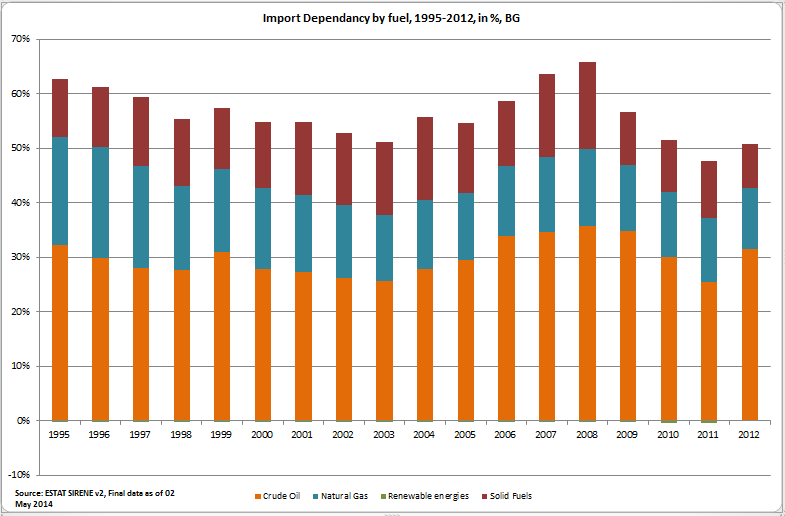 Import Dependancy by fuel, 1995-2012, in %, BG
70%
60%
50%
40%
30%
20%
10%
0%
-10%
1995 1996 1997 1998 1999 2000 2001 2002 2003 2004 2005 2006 2007 2008 2009 2010 2011 2012
Source: ESTAT SIRENE v2, Final data as of 02
May 2014
Crude Oil Natural Gas Renewable energies Solid Fuels